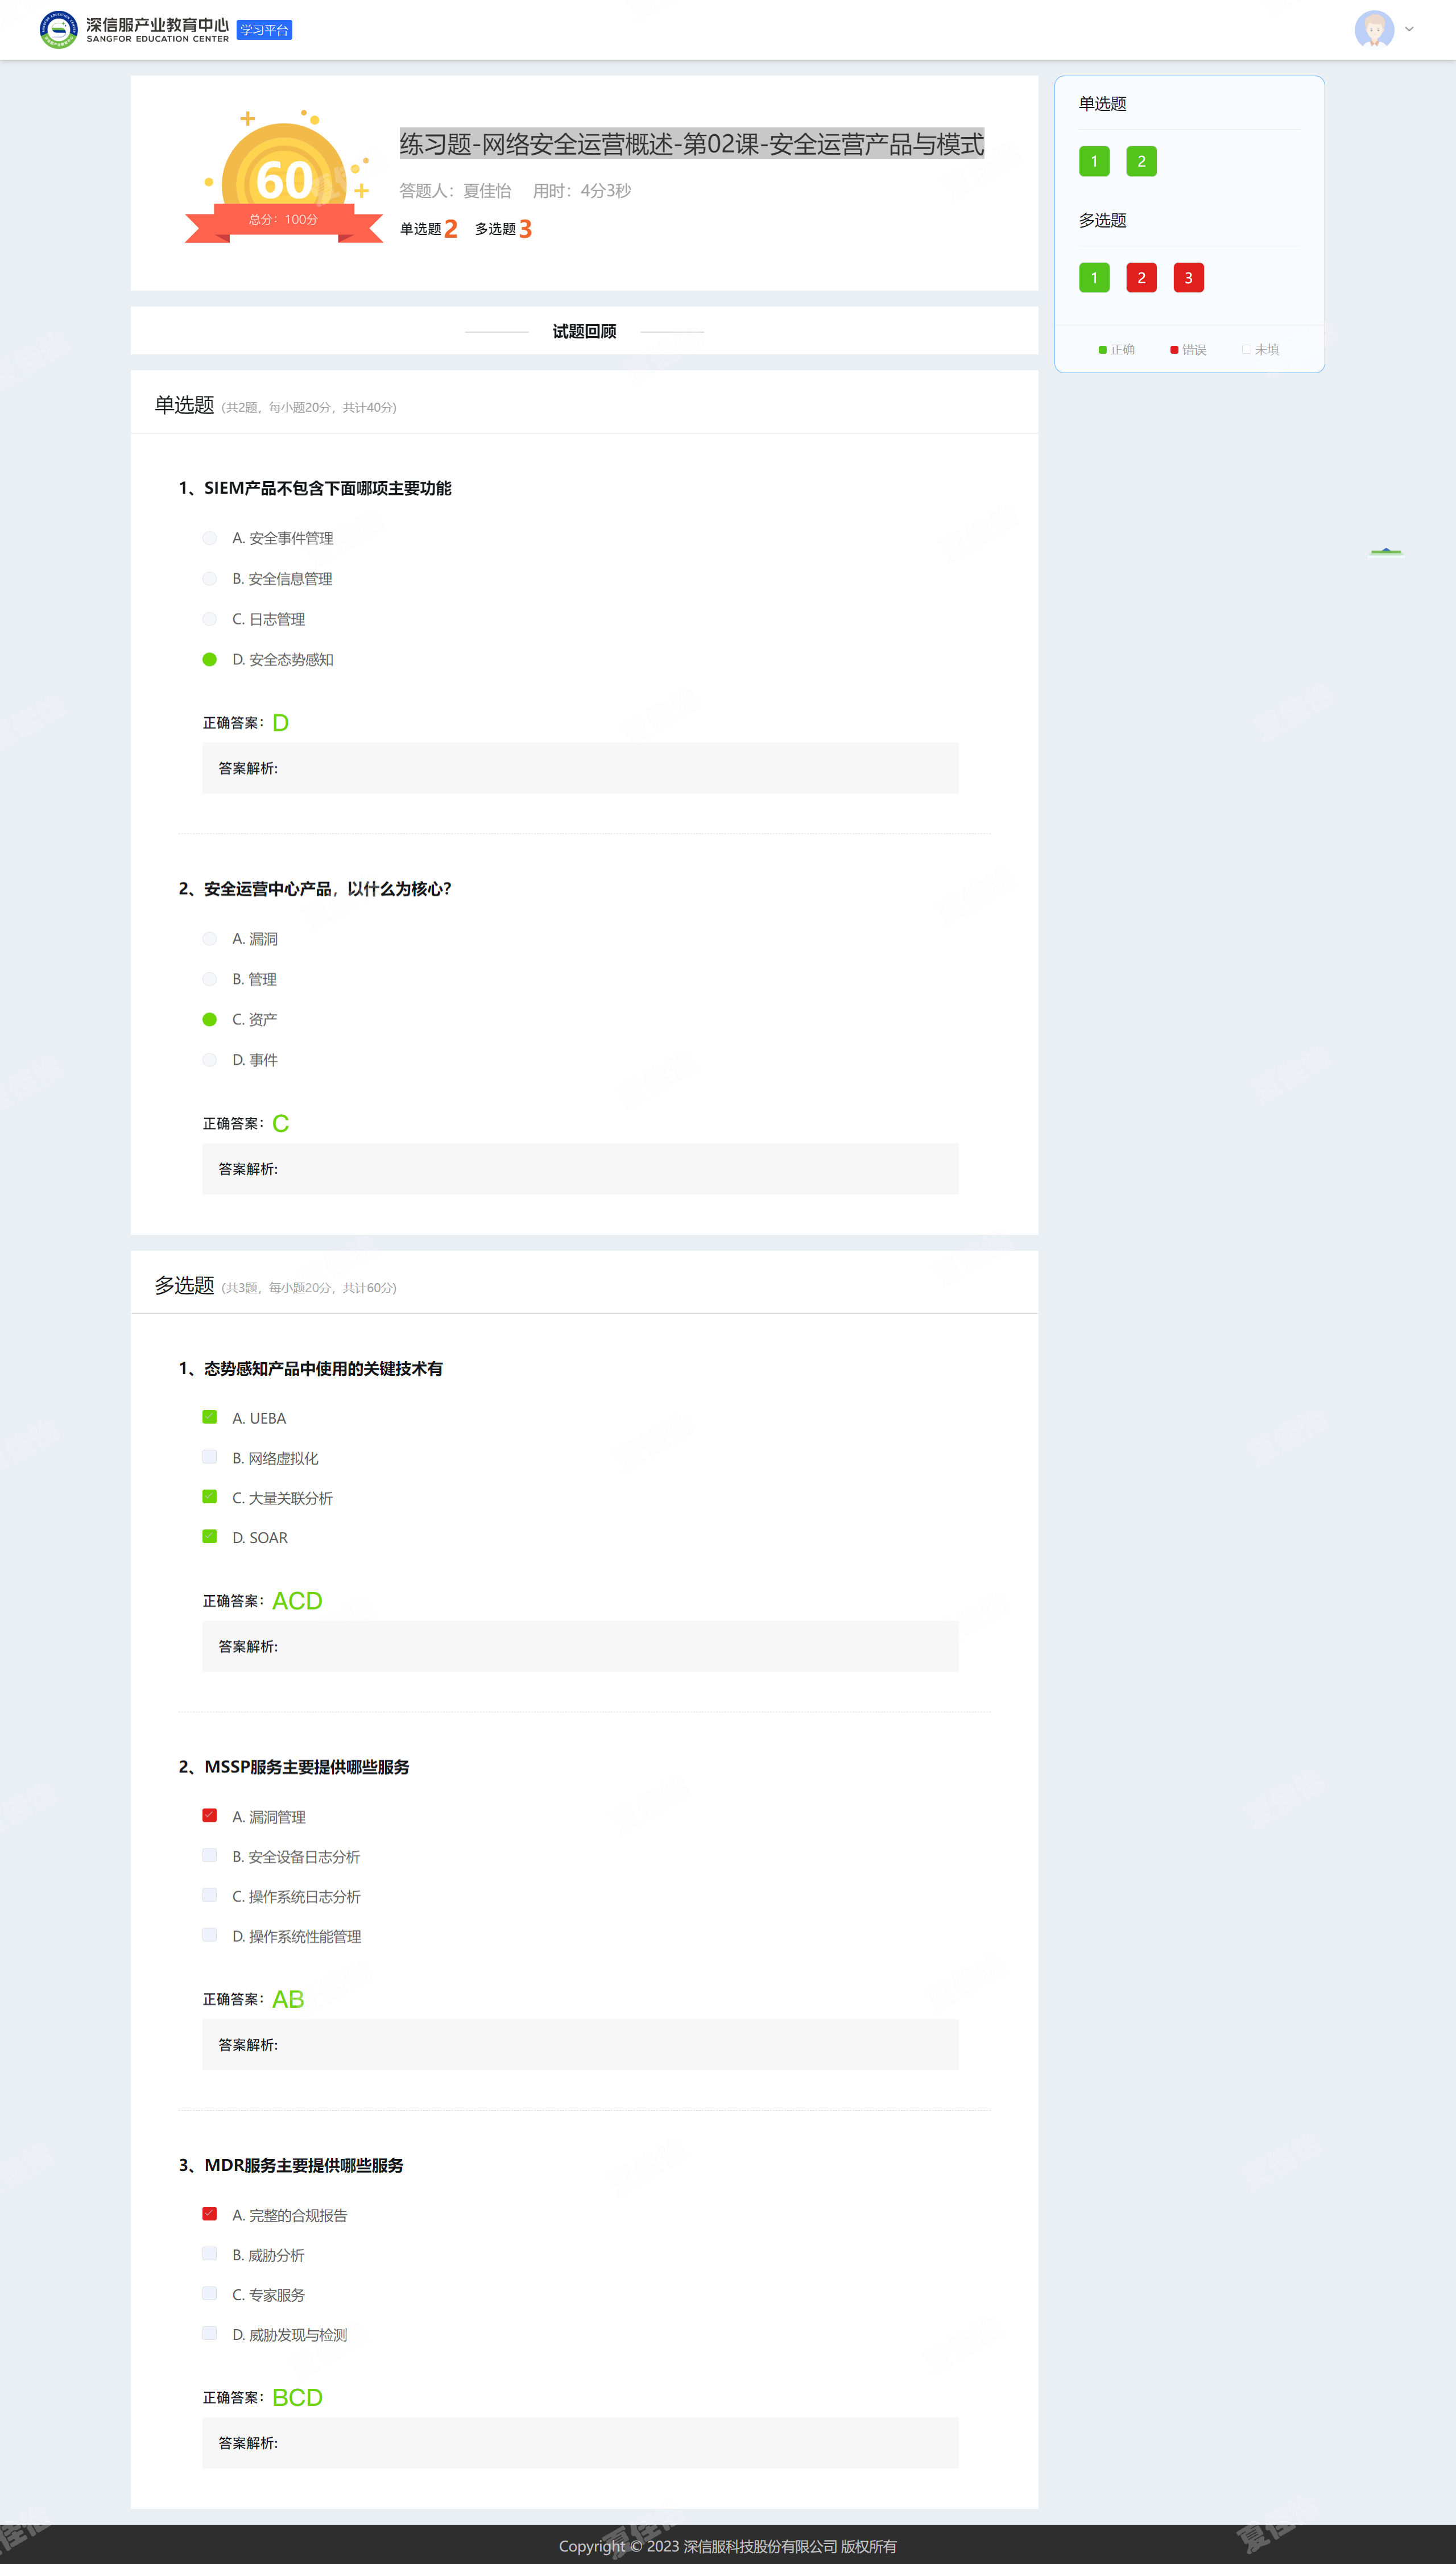 深信服产业教育中心 学习平台
SANGFOR EDUCATION CENTER
60
总分：100分
练习题-网络安全运营概述-第02课-安全运营产品与模式
答题人：夏佳怡 用时：4分3秒
单选题2 多选题3
单选题
1 2
多选题
1 2 3
正确 错误 未填
试题回顾
单选题 (共2题，每小题20分，共计40分)
1、SIEM产品不包含下面哪项主要功能
A. 安全事件管理
B. 安全信息管理
C. 日志管理
D. 安全态势感知
正确答案：D
答案解析:
2、安全运营中心产品，以什么为核心?
A. 漏洞
B. 管理
C. 资产
D. 事件
正确答案：C
答案解析:
多选题 (共3题，每小题20分，共计60分)
1、态势感知产品中使用的关键技术有
A. UEBA
B. 网络虚拟化
C. 大量关联分析
D. SOAR
正确答案：ACD
答案解析:
2、MSSP服务主要提供哪些服务
A. 漏洞管理
B. 安全设备日志分析
C. 操作系统日志分析
D. 操作系统性能管理
正确答案：AB
答案解析:
3、MDR服务主要提供哪些服务
A. 完整的合规报告
B. 威胁分析
C. 专家服务
D. 威胁发现与检测
正确答案：BCD
答案解析:
Copyright © 2023 深信服科技股份有限公司 版权所有
夏佳怡